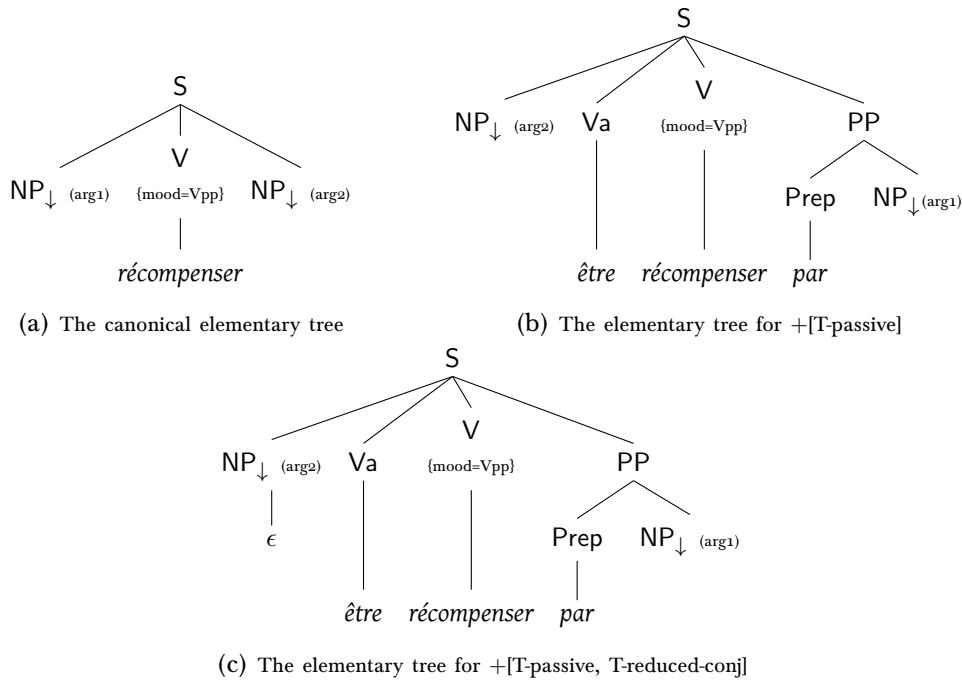 S
S
NP↓ (arg1) V {mood=Vpp} NP↓ (arg2)
récompenser
(a) The canonical elementary tree
NP↓ (arg2) Va V {mood=Vpp} PP
Prep NP↓(arg1)
être récompenser par
(b) The elementary tree for +[T-passive]
S
NP↓ (arg2) Va V {mood=Vpp} PP
ϵ Prep NP↓ (arg1)
être récompenser par
(c) The elementary tree for +[T-passive, T-reduced-conj]